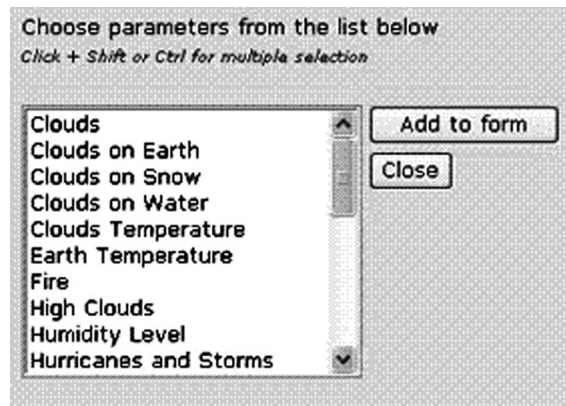 Choose parameters from the list below
Click + Shift or Ctrl for multiple selection
Clouds
Clouds on Earth
Clouds on Snow
Clouds on Water
Clouds Temperature
Earth Temperature
Fire
High Clouds
Humidity Level
Hurricanes and Storms
Add to form
Close